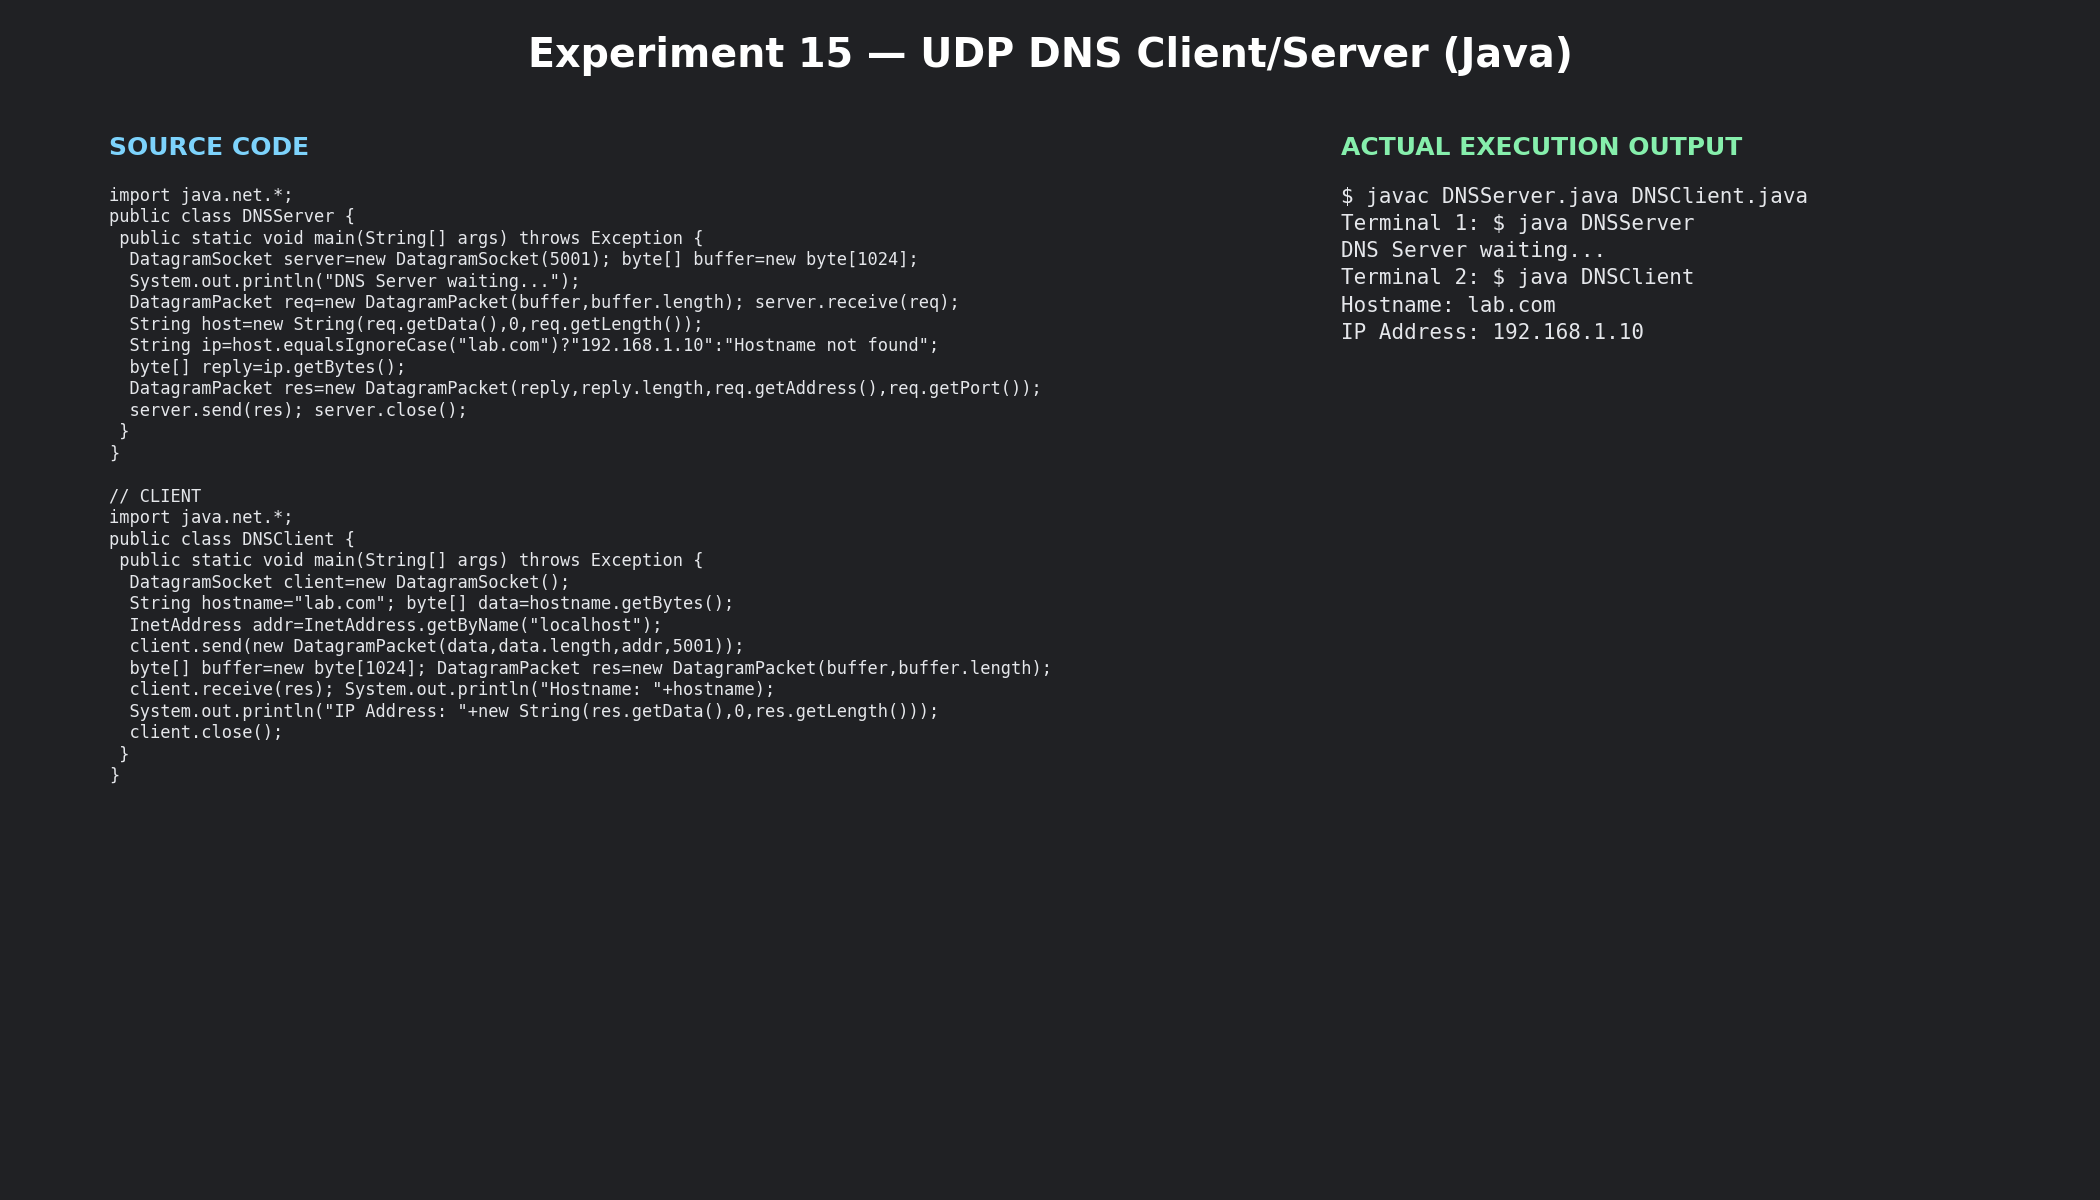 Experiment 15 — UDP DNS Client/Server (Java)
SOURCE CODE
import java.net.*;
public class DNSServer {
 public static void main(String[] args) throws Exception {
  DatagramSocket server=new DatagramSocket(5001); byte[] buffer=new byte[1024];
  System.out.println("DNS Server waiting...");
  DatagramPacket req=new DatagramPacket(buffer,buffer.length); server.receive(req);
  String host=new String(req.getData(),0,req.getLength());
  String ip=host.equalsIgnoreCase("lab.com")?"192.168.1.10":"Hostname not found";
  byte[] reply=ip.getBytes();
  DatagramPacket res=new DatagramPacket(reply,reply.length,req.getAddress(),req.getPort());
  server.send(res); server.close();
 }
}

// CLIENT
import java.net.*;
public class DNSClient {
 public static void main(String[] args) throws Exception {
  DatagramSocket client=new DatagramSocket();
  String hostname="lab.com"; byte[] data=hostname.getBytes();
  InetAddress addr=InetAddress.getByName("localhost");
  client.send(new DatagramPacket(data,data.length,addr,5001));
  byte[] buffer=new byte[1024]; DatagramPacket res=new DatagramPacket(buffer,buffer.length);
  client.receive(res); System.out.println("Hostname: "+hostname);
  System.out.println("IP Address: "+new String(res.getData(),0,res.getLength()));
  client.close();
 }
}
ACTUAL EXECUTION OUTPUT
$ javac DNSServer.java DNSClient.java
Terminal 1: $ java DNSServer
DNS Server waiting...
Terminal 2: $ java DNSClient
Hostname: lab.com
IP Address: 192.168.1.10